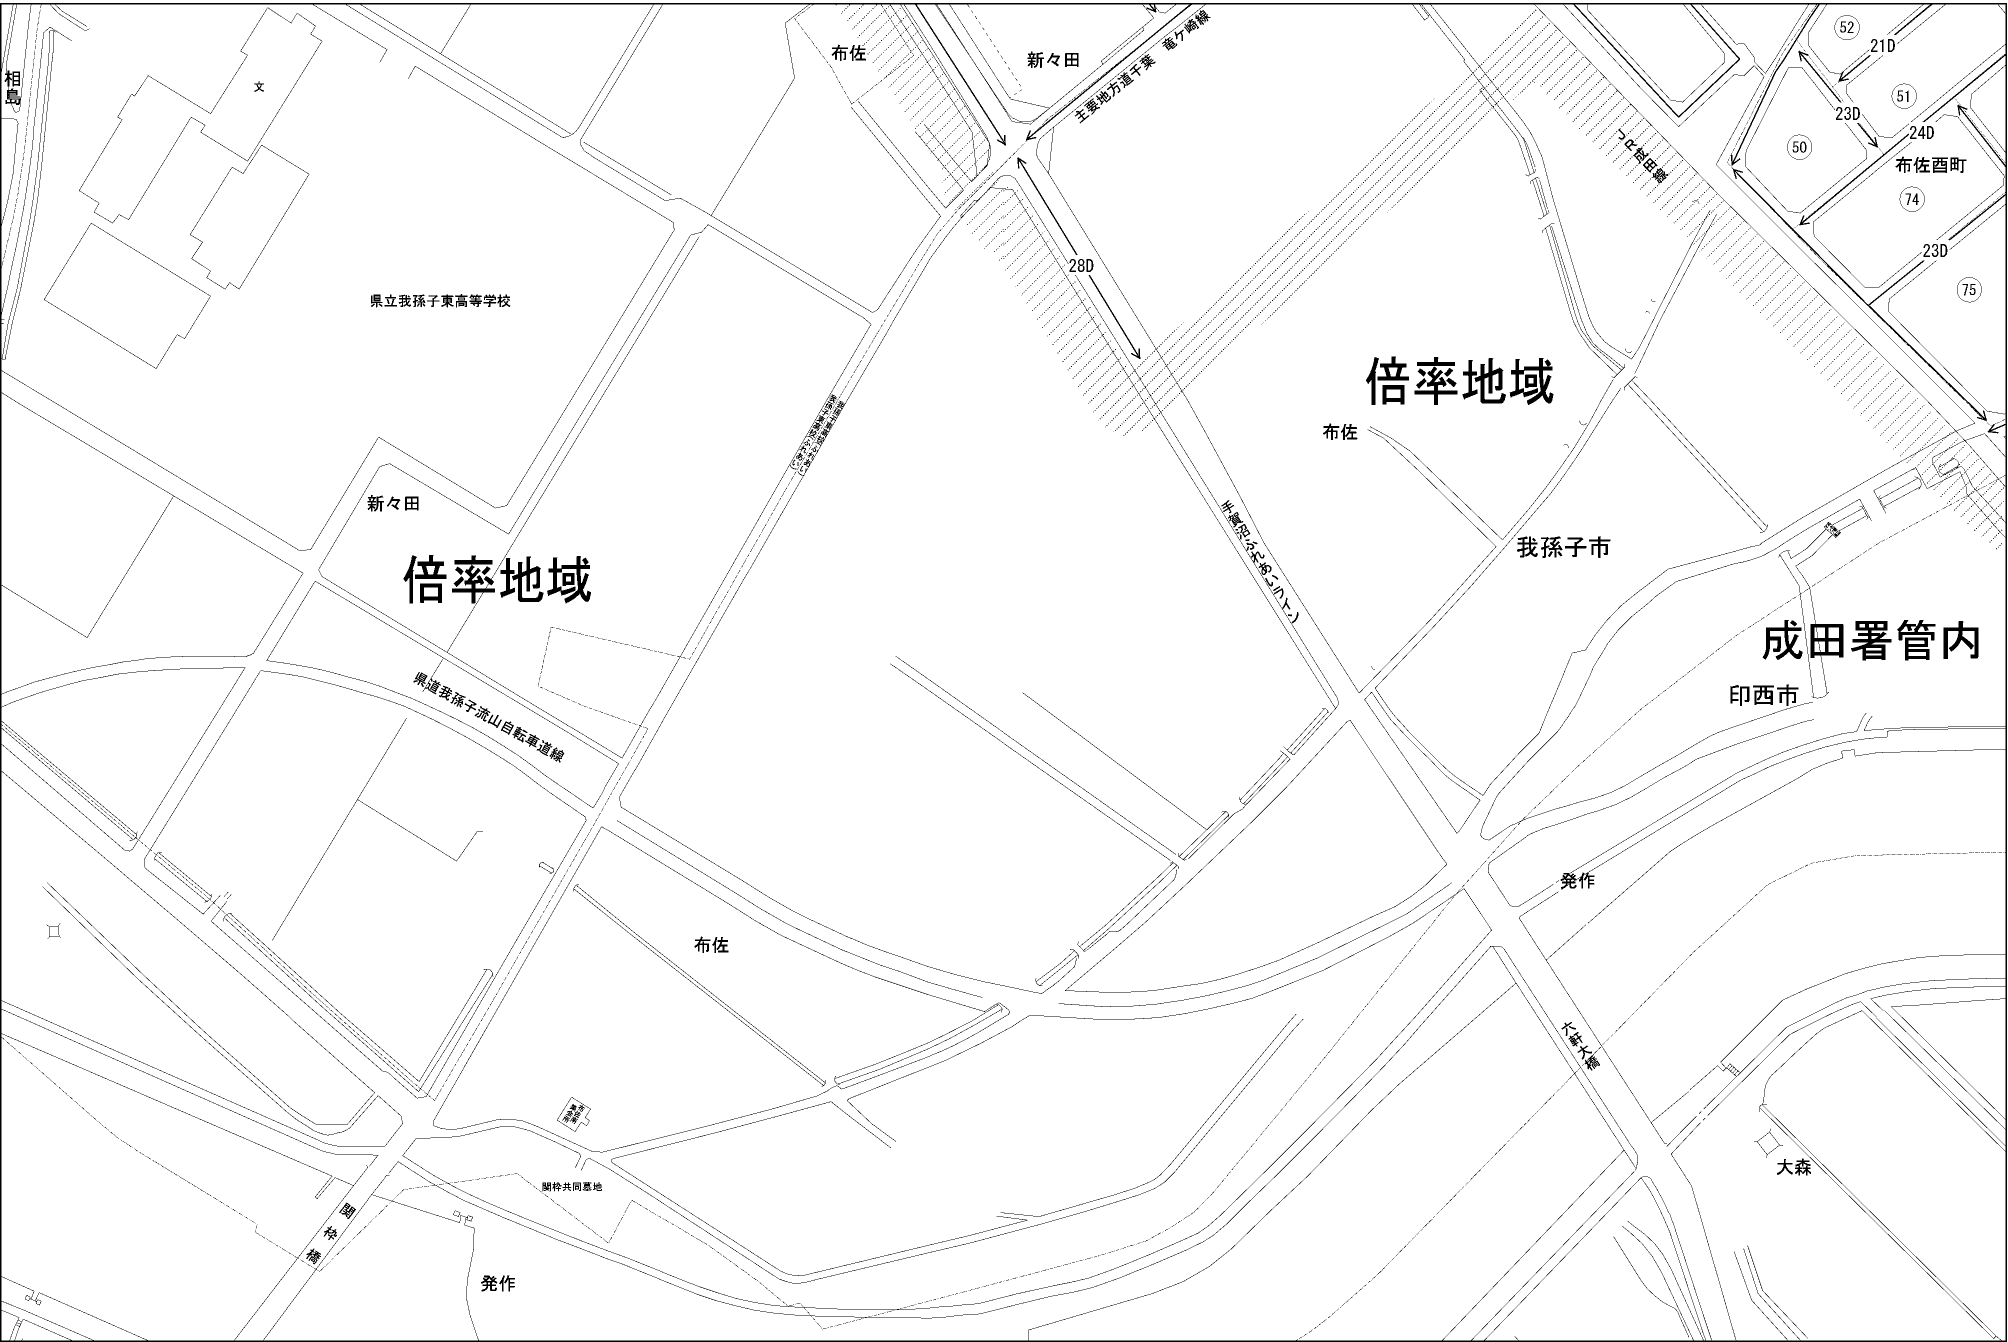 相島
文
布佐
新々田
主要地方道千葉　竜ケ崎線
52
21D
51
23D
24D
50
布佐酉町
JR成田線
74
23D
75
28D
県立我孫子東高等学校
倍率地域
布佐
新々田
倍率地域
手賀沼ふれあいライン
我孫子市
成田署管内
印西市
県道我孫子流山自転車道線
布佐
発作
六軒大橋
大森
関枠共同墓地
関枠橋
発作